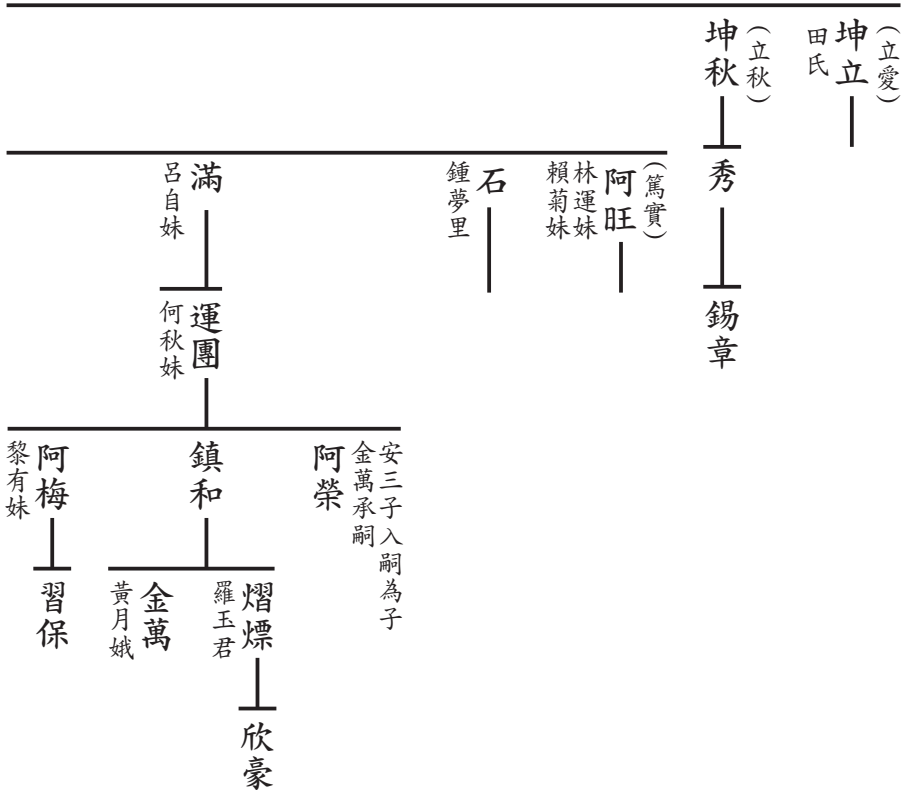 (立愛)
坤立
田氏
(立秋)
坤秋
秀
錫章
(篤實)
阿旺
林運妹
賴菊妹
石
鍾夢里
滿
呂自妹
運團
何秋妹
安三子入嗣為子
金萬承嗣
阿榮
鎮和
熠熛
羅玉君
欣豪
金萬
黃月娥
阿梅
黎有妹
習保